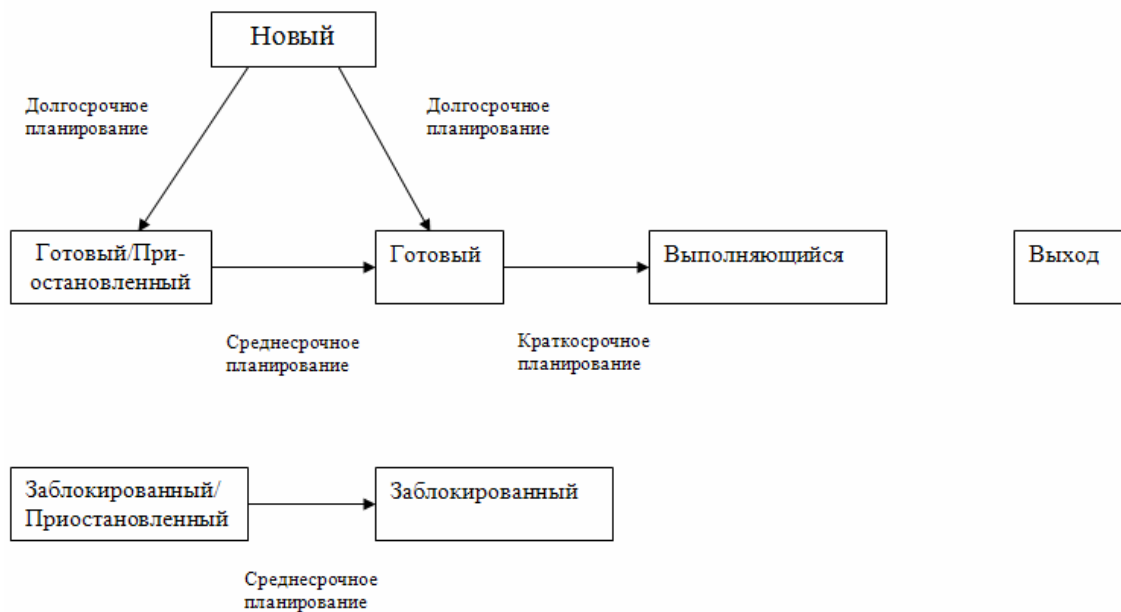 Новый
Долгосрочное
планирование
Долгосрочное
планирование
Готовый/При-
остановленный
Готовый
Выполняющийся
Выход
Среднесрочное
планирование
Краткосрочное
планирование
Заблокированный/
Приостановленный
Заблокированный
Среднесрочное
планирование